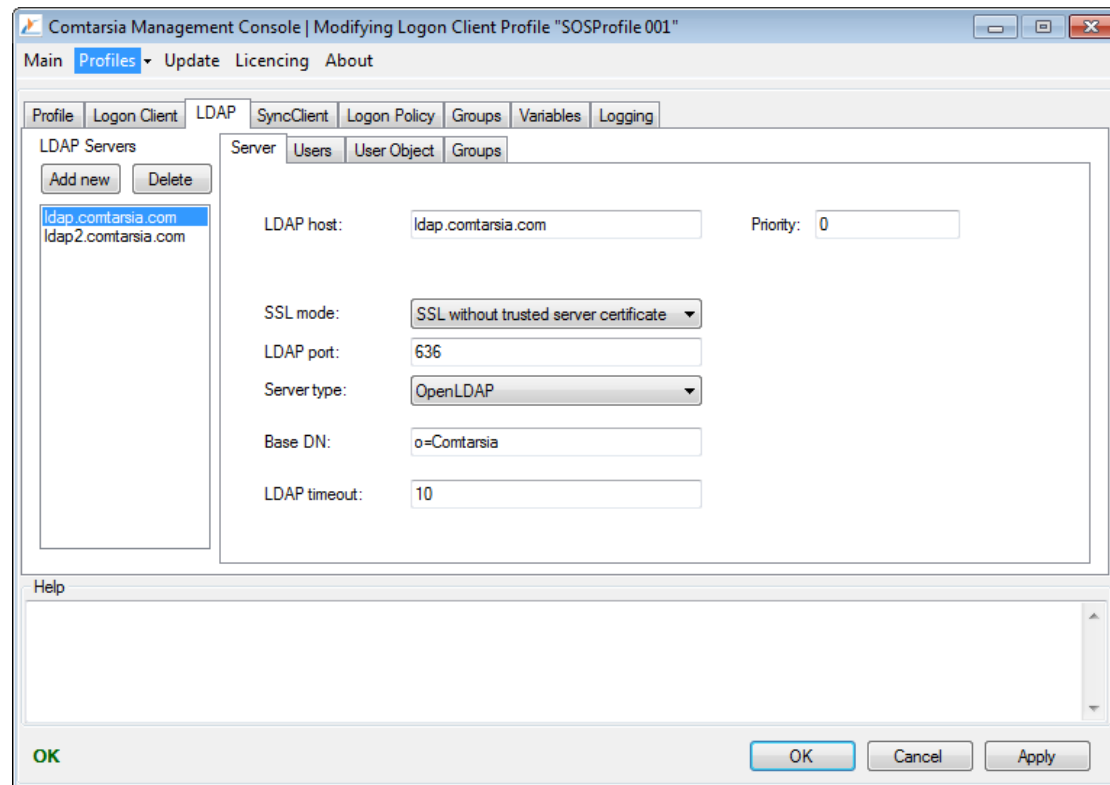 Comtarsia Management Console | Modifying Logon Client Profile "SOSProfile 001"
Main Profiles Update Licencing About
Profile Logon Client LDAP SyncClient Logon Policy Groups Variables Logging
LDAP Servers
Add new Delete
ldap.comtarsia.com
ldap2.comtarsia.com
Server Users User Object Groups
LDAP host: ldap.comtarsia.com Priority: 0
SSL mode: SSL without trusted server certificate
LDAP port: 636
Server type: OpenLDAP
Base DN: o=Comtarsia
LDAP timeout: 10
Help
OK OK Cancel Apply